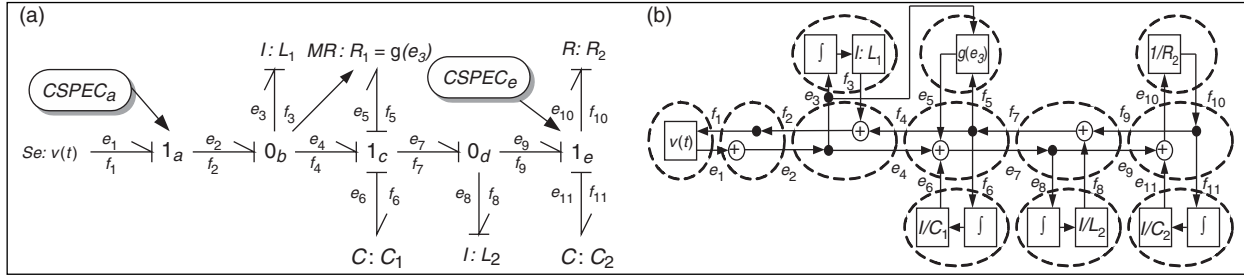 (a)
I: L1 MR: R1 = g(e3) R: R2
CSPECa CSPECe
e3 f3 e5 f5 e10 f10
Se: v(t) e1 f1 1a e2 f2 0b e4 f4 1c e7 f7 0d e9 f9 1e
e6 f6 e8 f8 e11 f11
C: C1 I: L2 C: C2
(b)
∫ I: L1 g(e3) 1/R2
f3
e3 e5 f5 e10 f10
f1 f2 f4 f7 f9
v(t) + + + + +
e1 e2 e4 e7 e9
e6 f6 e8 f8 e11 f11
I/C1 ∫ ∫ I/L2 I/C2 ∫